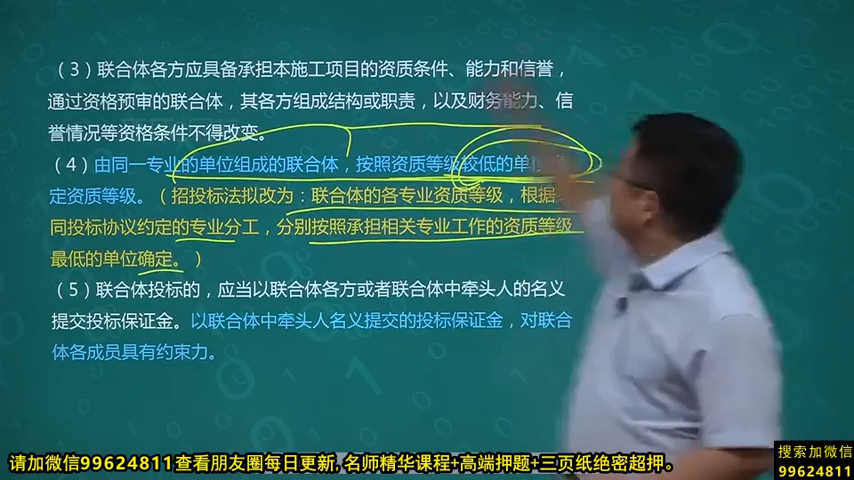 （3）联合体各方应具备承担本施工项目的资质条件、能力和信誉，
通过资格预审的联合体，其各方组成结构或职责，以及财务能力、信
誉情况等资格条件不得改变。
（4）由同一专业的单位组成的联合体，按照资质等级较低的单位
定资质等级。（招投标法拟改为：联合体的各专业资质等级，根据
同投标协议约定的专业分工，分别按照承担相关专业工作的资质等级
最低的单位确定。）
（5）联合体投标的，应当以联合体各方或者联合体中牵头人的名义
提交投标保证金。以联合体中牵头人名义提交的投标保证金，对联合
体各成员具有约束力。
请加微信99624811查看朋友圈每日更新,名师精华课程+高端押题+三页纸绝密超押。
搜索加微信
99624811